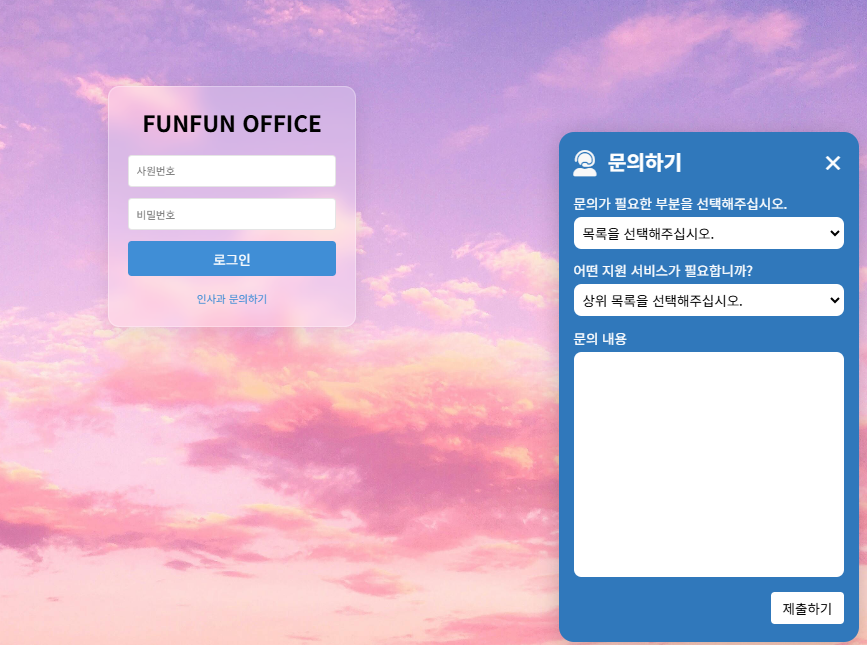 FUNFUN OFFICE
사원번호
비밀번호
로그인
인사과 문의하기
문의하기
문의가 필요한 부분을 선택해주십시오.
목록을 선택해주십시오.
어떤 지원 서비스가 필요합니까?
상위 목록을 선택해주십시오.
문의 내용
제출하기